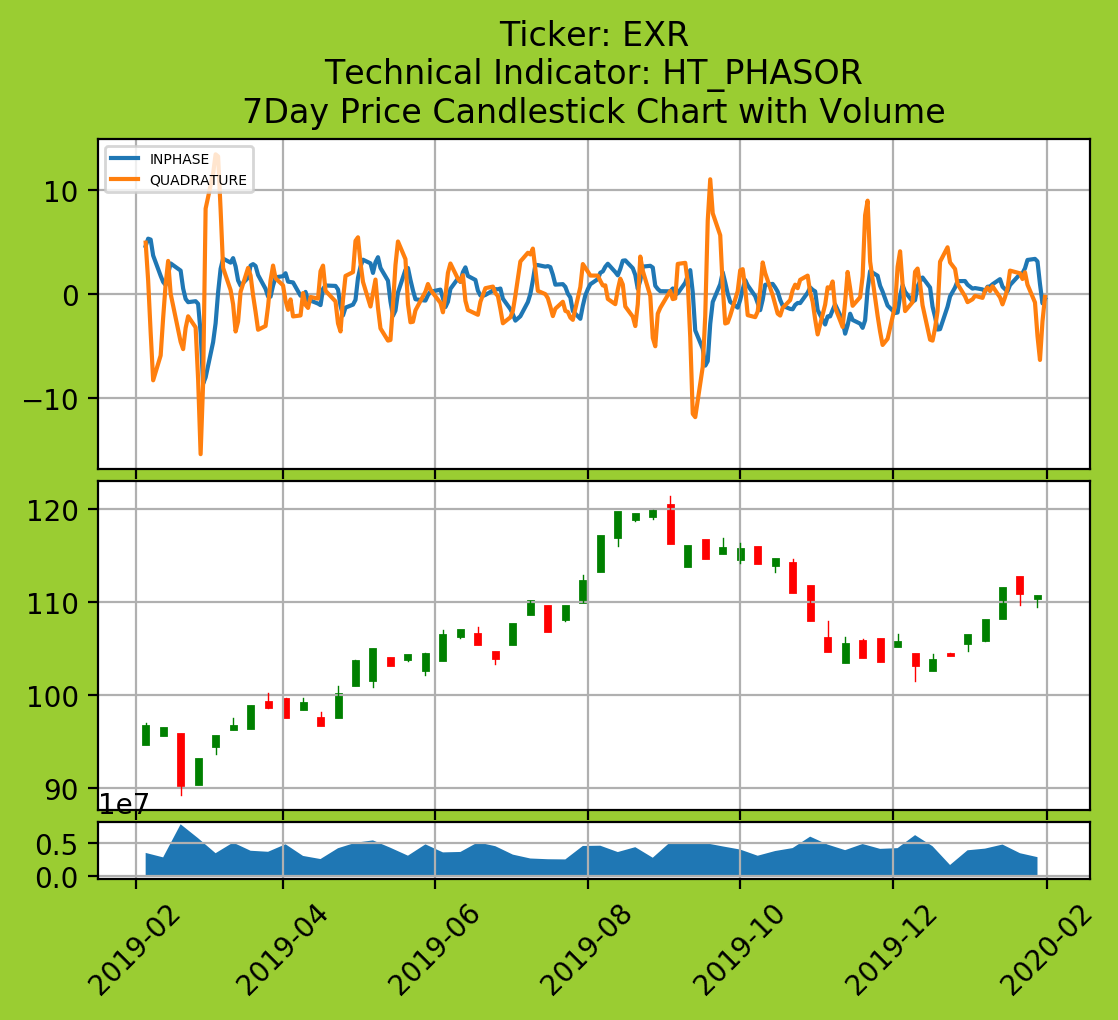 Ticker: EXR
Technical Indicator: HT_PHASOR
7Day Price Candlestick Chart with Volume
INPHASE
QUADRATURE
10
0
−10
120
110
100
90
1e7
0.5
0.0
2019-02
2019-04
2019-06
2019-08
2019-10
2019-12
2020-02